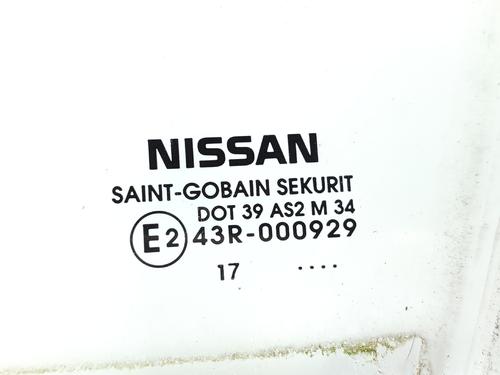 NISSAN
SAINT-GOBAIN SEKURIT
DOT 39 AS2 M 34
E2 43R-000929
17 ....